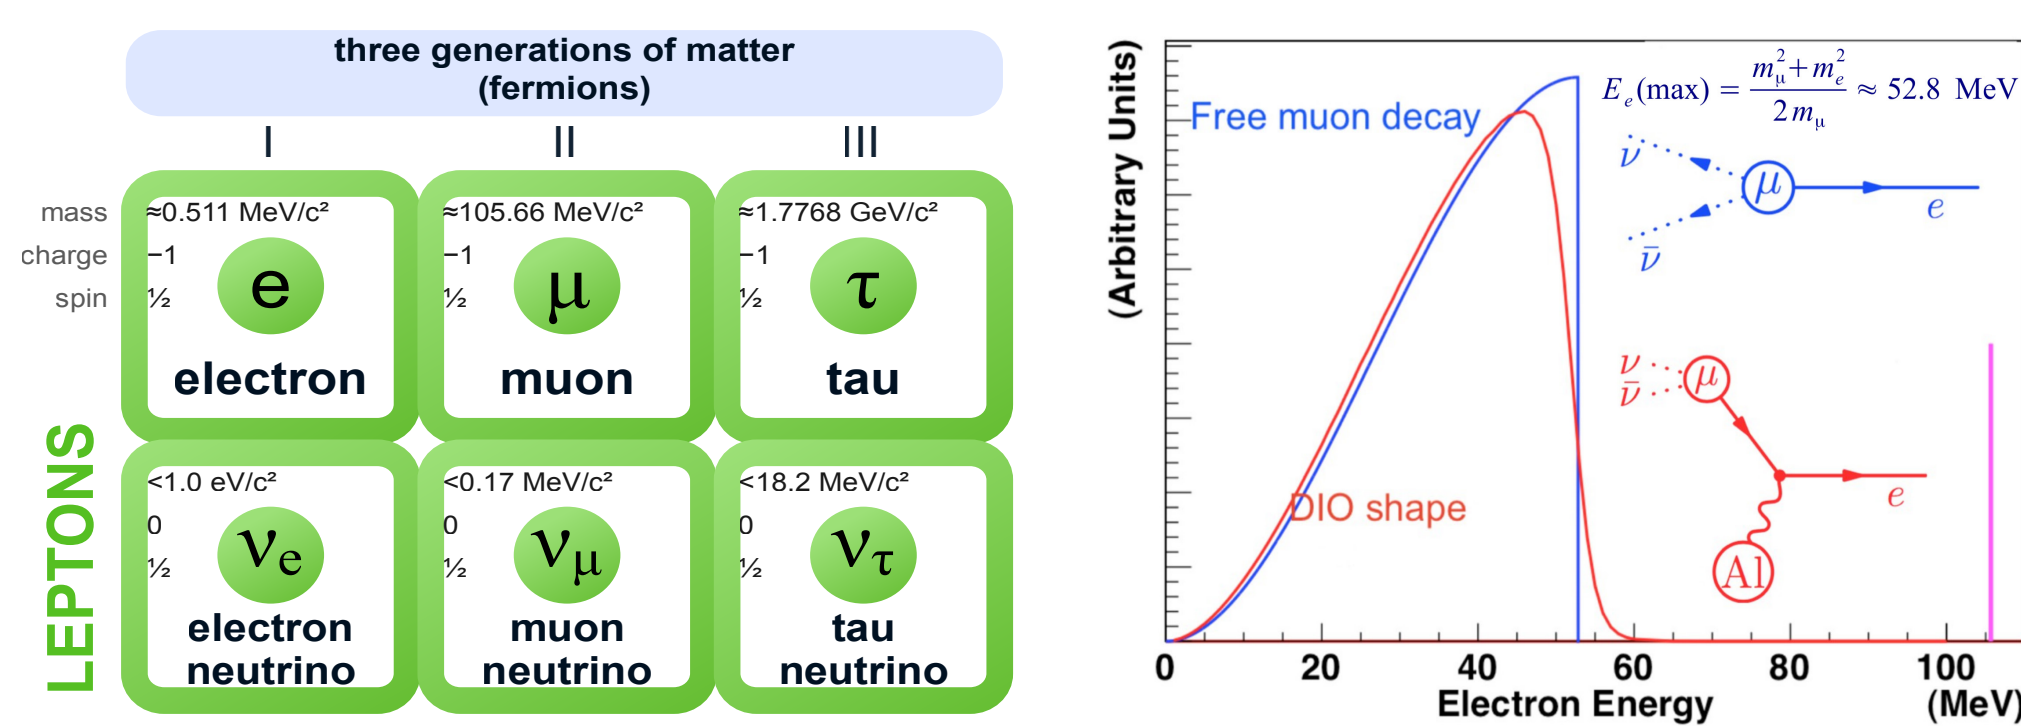 three generations of matter
(fermions)
I II III
mass ≈0.511 MeV/c² ≈105.66 MeV/c² ≈1.7768 GeV/c²
charge −1 −1 −1
spin ½ ½ ½
e μ τ
electron muon tau
LEPTONS
<1.0 eV/c² <0.17 MeV/c² <18.2 MeV/c²
0 0 0
½ ½ ½
νe νμ ντ
electron neutrino
muon neutrino
tau neutrino
(Arbitrary Units)
Free muon decay
E_e(max) = (m_μ² + m_e²) / 2m_μ ≈ 52.8 MeV
ν
ν̄
μ
e
DIO shape
ν
ν̄
μ
e
Al
0 20 40 60 80 100
Electron Energy (MeV)